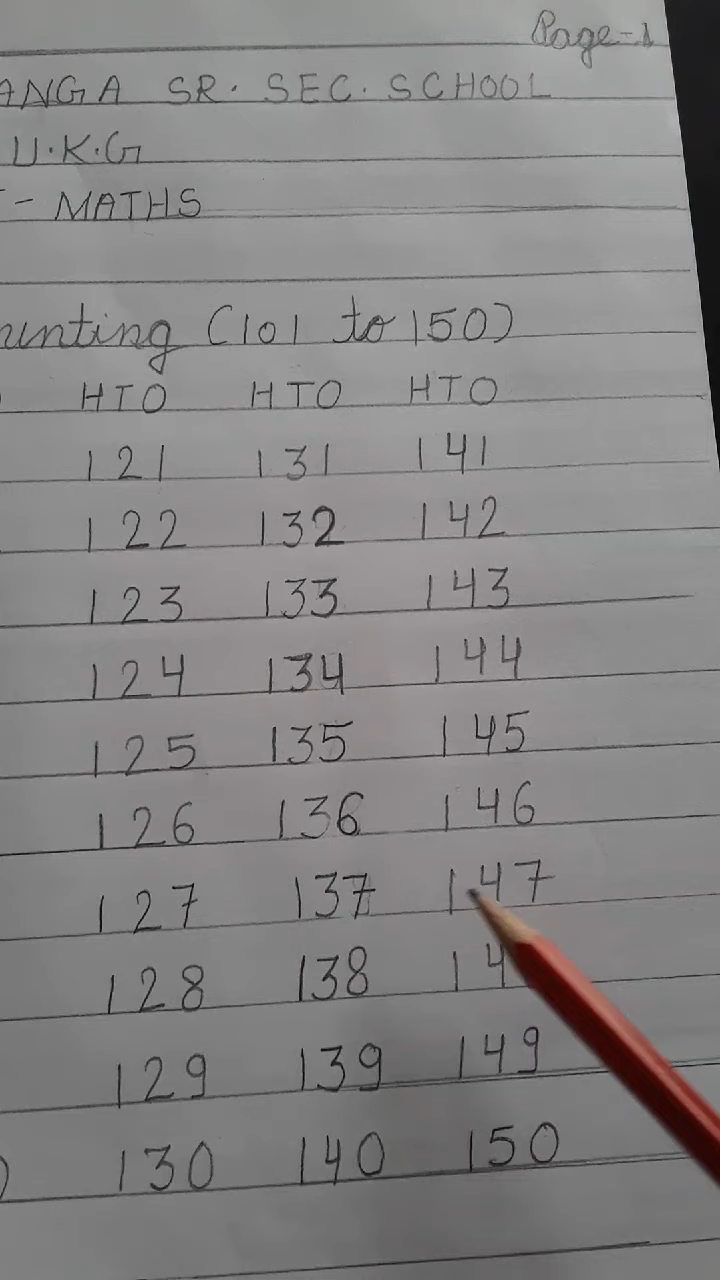 Page-1
ANGA SR. SEC. SCHOOL
U.K.G
- MATHS
unting (101 to 150)
HTO HTO HTO
121 131 141
122 132 142
123 133 143
124 134 144
125 135 145
126 136 146
127 137 147
128 138 14
129 139 149
130 140 150